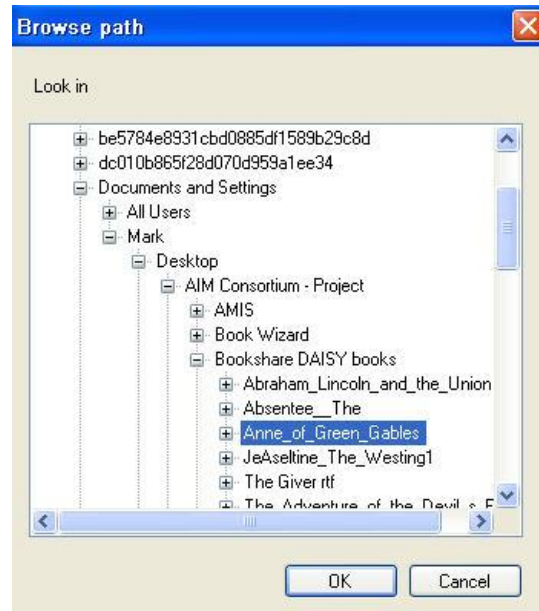 Browse path
Look in
be5784e8931cbd0885df1589b29c8d
dc010b865f28d070d959a1ee34
Documents and Settings
All Users
Mark
Desktop
AIM Consortium - Project
AMIS
Book Wizard
Bookshare DAISY books
Abraham_Lincoln_and_the_Union
Absentee__The
Anne_of_Green_Gables
JeAseltine_The_Westing1
The Giver rtf
The_Adventure_of_the_Devil_s_F
OK Cancel